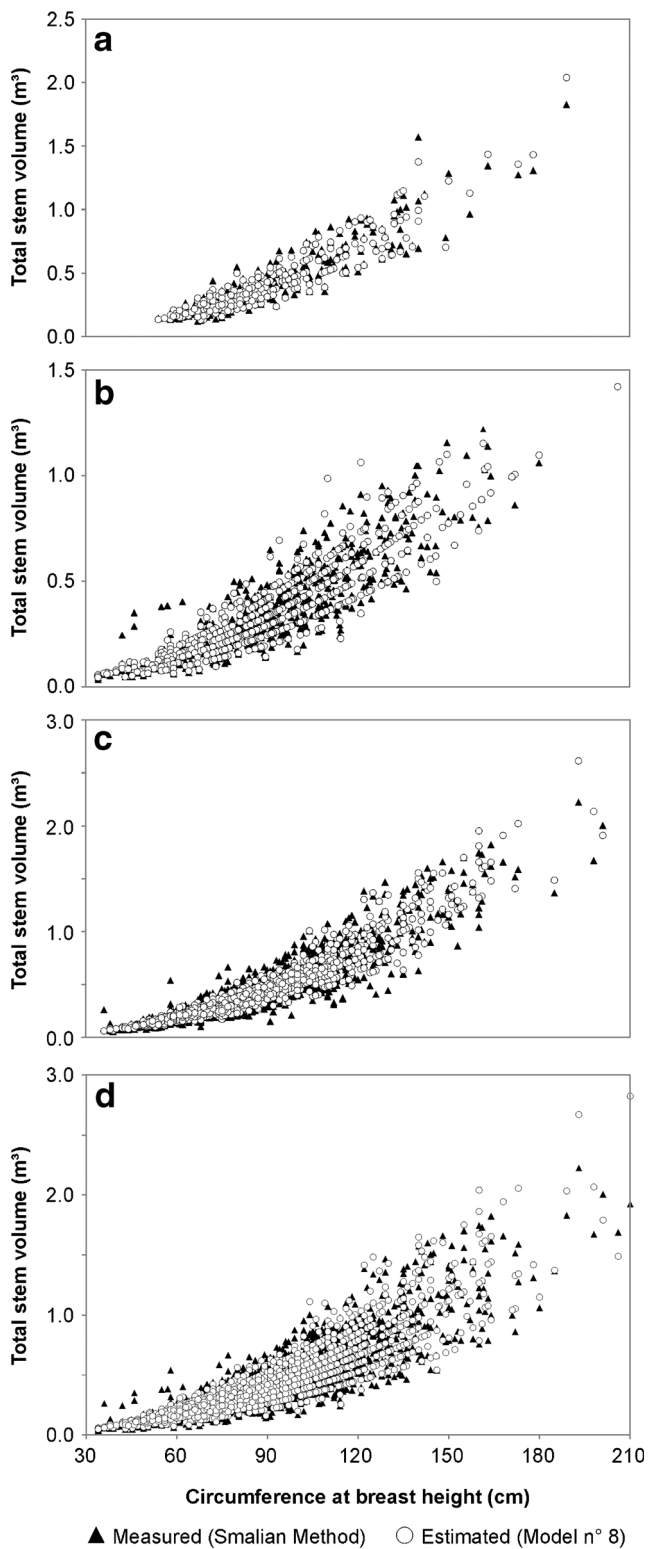 a
2.5
2.0
1.5
1.0
0.5
0.0
Total stem volume (m³)
b
1.5
1.0
0.5
0.0
Total stem volume (m³)
c
3.0
2.0
1.0
0.0
Total stem volume (m³)
d
3.0
2.0
1.0
0.0
Total stem volume (m³)
30 60 90 120 150 180 210
Circumference at breast height (cm)
▲ Measured (Smalian Method) ○ Estimated (Model n° 8)